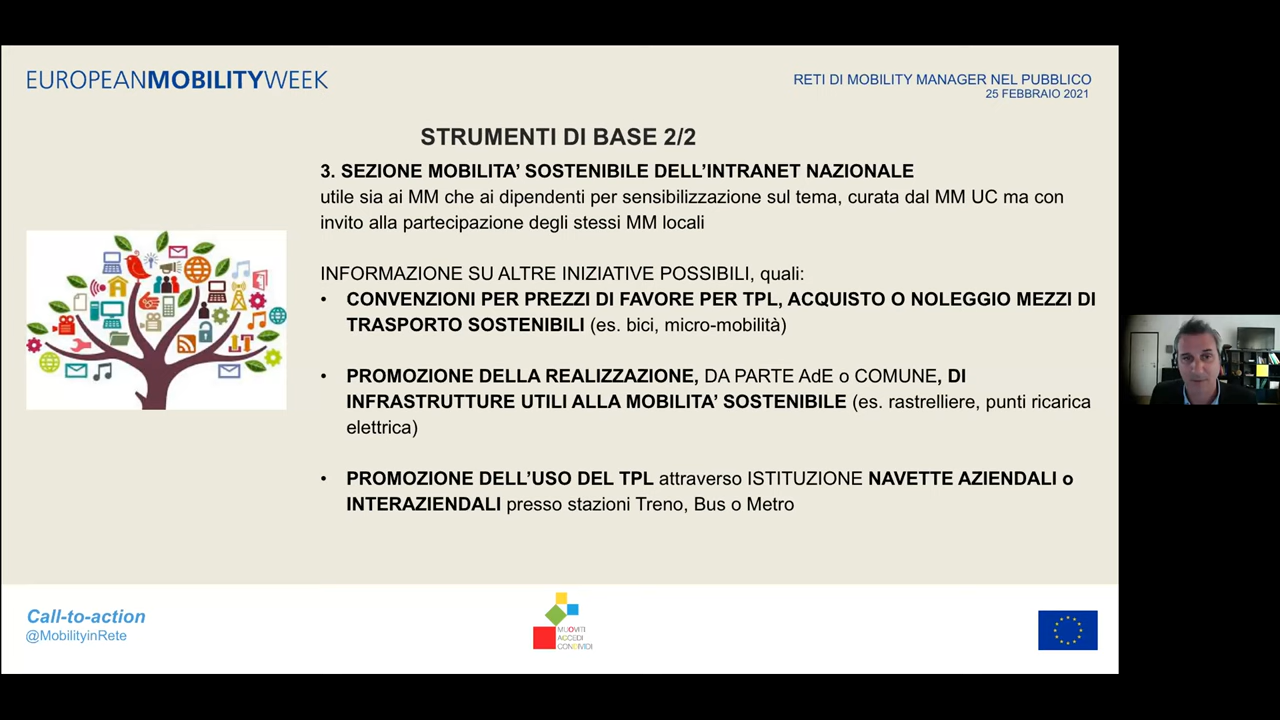 EUROPEANMOBILITYWEEK
RETI DI MOBILITY MANAGER NEL PUBBLICO
25 FEBBRAIO 2021
STRUMENTI DI BASE 2/2
3. SEZIONE MOBILITA’ SOSTENIBILE DELL’INTRANET NAZIONALE
utile sia ai MM che ai dipendenti per sensibilizzazione sul tema, curata dal MM UC ma con
invito alla partecipazione degli stessi MM locali
INFORMAZIONE SU ALTRE INIZIATIVE POSSIBILI, quali:
• CONVENZIONI PER PREZZI DI FAVORE PER TPL, ACQUISTO O NOLEGGIO MEZZI DI
TRASPORTO SOSTENIBILI (es. bici, micro-mobilità)
• PROMOZIONE DELLA REALIZZAZIONE, DA PARTE AdE o COMUNE, DI
INFRASTRUTTURE UTILI ALLA MOBILITA’ SOSTENIBILE (es. rastrelliere, punti ricarica
elettrica)
• PROMOZIONE DELL’USO DEL TPL attraverso ISTITUZIONE NAVETTE AZIENDALI o
INTERAZIENDALI presso stazioni Treno, Bus o Metro
Call-to-action
@MobilityinRete
MUOVITI
ACCEDI
CONDIVIDI